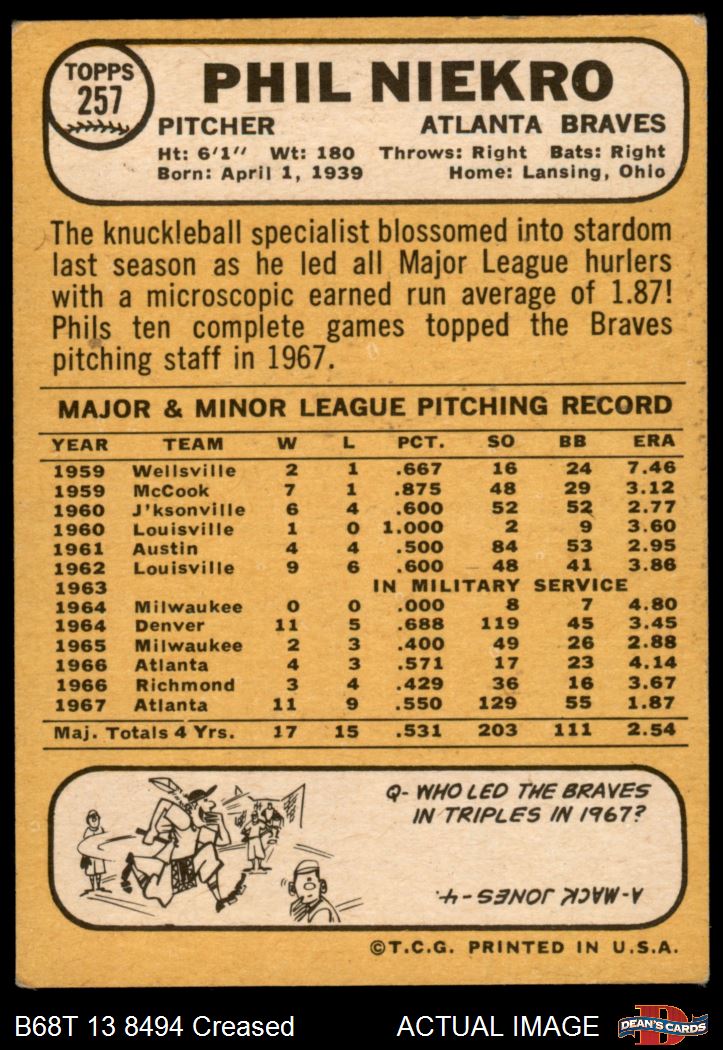 TOPPS
257
PHIL NIEKRO
PITCHER ATLANTA BRAVES
Ht: 6'1" Wt: 180 Throws: Right Bats: Right
Born: April 1, 1939 Home: Lansing, Ohio
The knuckleball specialist blossomed into stardom
last season as he led all Major League hurlers
with a microscopic earned run average of 1.87!
Phils ten complete games topped the Braves
pitching staff in 1967.
MAJOR & MINOR LEAGUE PITCHING RECORD
YEAR TEAM W L PCT. SO BB ERA
1959 Wellsville 2 1 .667 16 24 7.46
1959 McCook 7 1 .875 48 29 3.12
1960 J'ksonville 6 4 .600 52 52 2.77
1960 Louisville 1 0 1.000 2 9 3.60
1961 Austin 4 4 .500 84 53 2.95
1962 Louisville 9 6 .600 48 41 3.86
1963 IN MILITARY SERVICE
1964 Milwaukee 0 0 .000 8 7 4.80
1964 Denver 11 5 .688 119 45 3.45
1965 Milwaukee 2 3 .400 49 26 2.88
1966 Atlanta 4 3 .571 17 23 4.14
1966 Richmond 3 4 .429 36 16 3.67
1967 Atlanta 11 9 .550 129 55 1.87
Maj. Totals 4 Yrs. 17 15 .531 203 111 2.54
Q- WHO LED THE BRAVES
IN TRIPLES IN 1967?
A-MACK JONES-4.
©T.C.G. PRINTED IN U.S.A.
B68T 13 8494 Creased ACTUAL IMAGE
D
DEAN'S CARDS